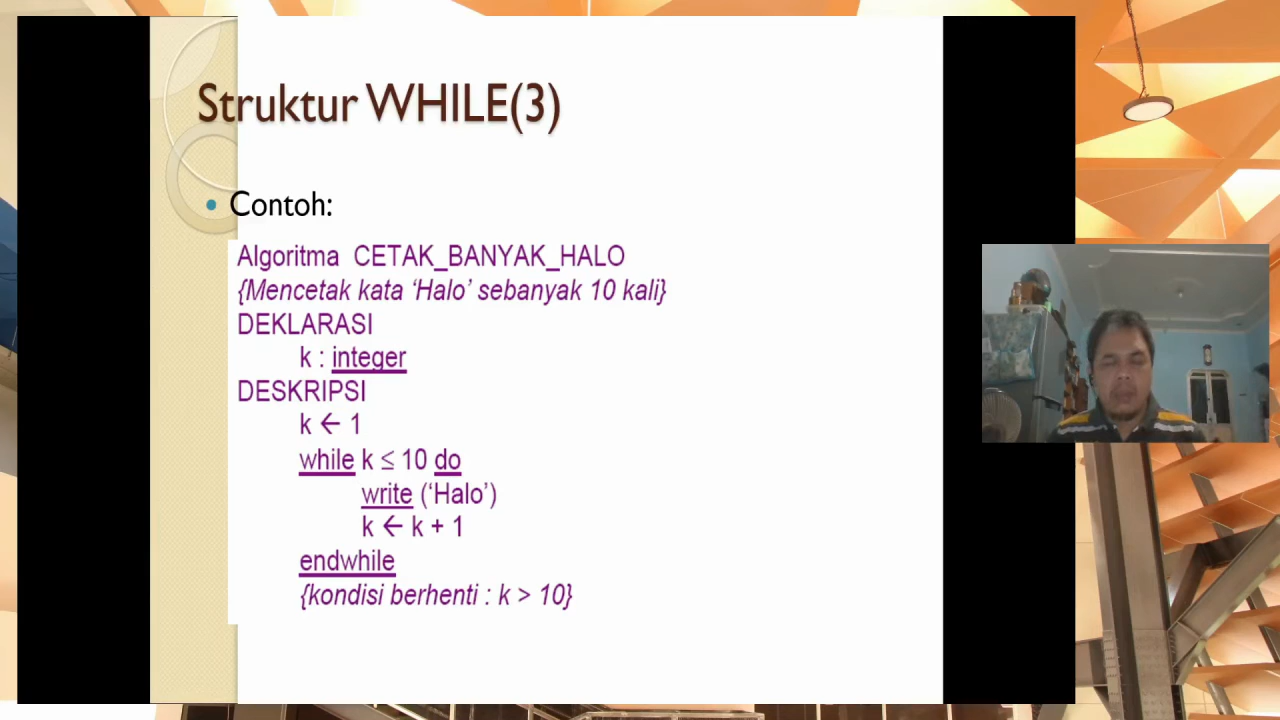 Struktur WHILE(3)
Contoh:
Algoritma CETAK_BANYAK_HALO
{Mencetak kata ‘Halo’ sebanyak 10 kali}
DEKLARASI
k : integer
DESKRIPSI
k ← 1
while k ≤ 10 do
write (‘Halo’)
k ← k + 1
endwhile
{kondisi berhenti : k > 10}